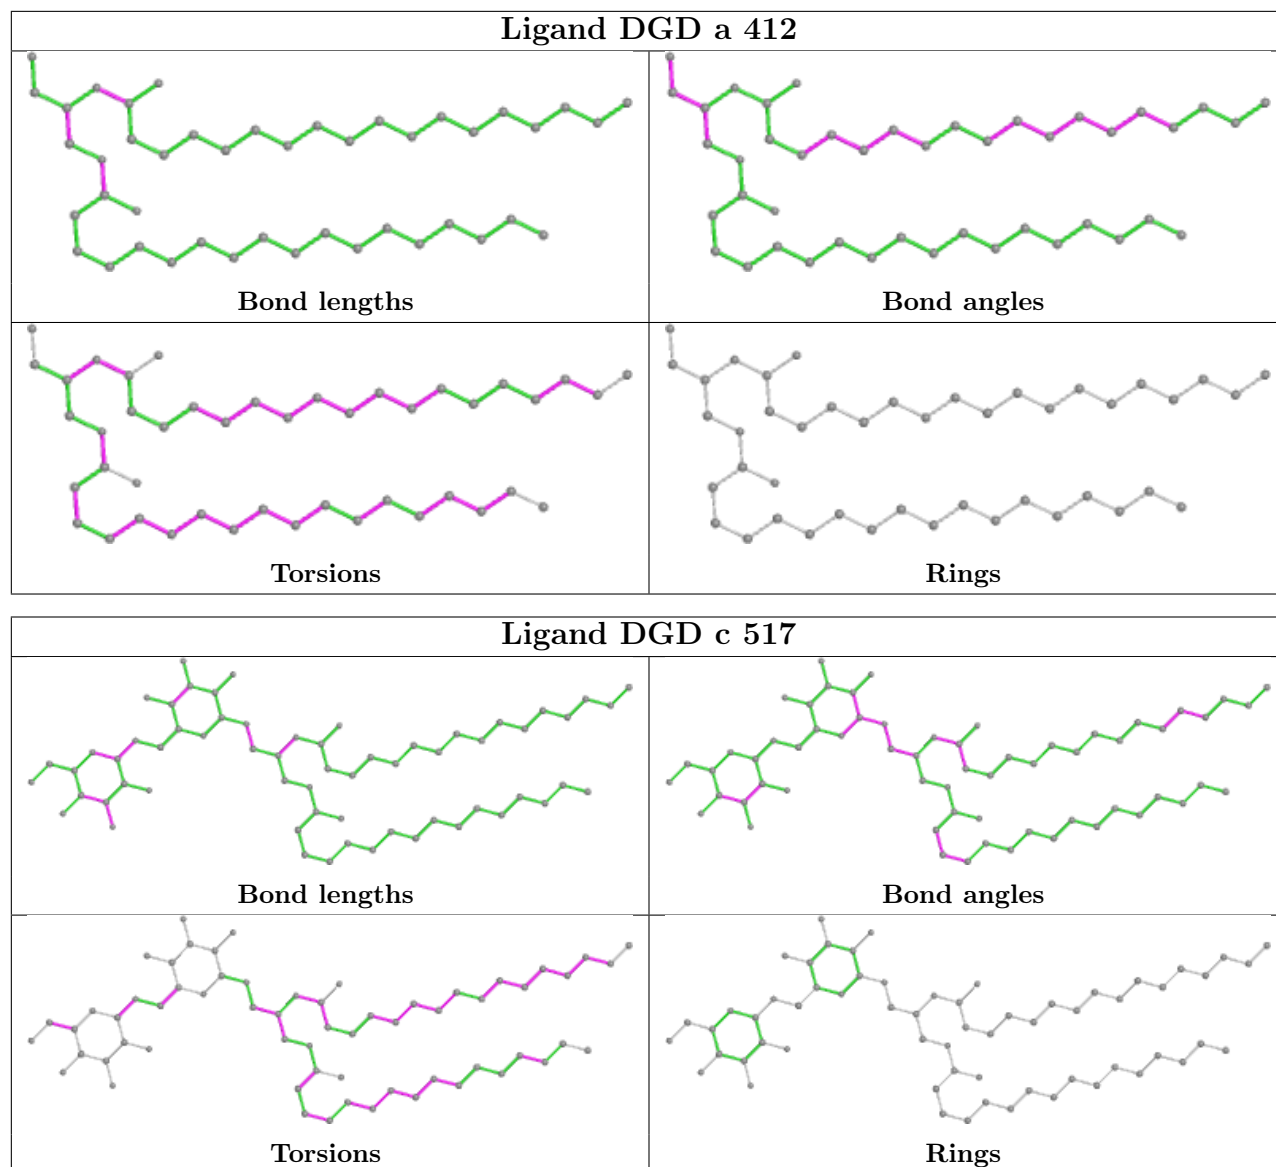 Ligand DGD a 412
Bond lengths
Bond angles
Torsions
Rings
Ligand DGD c 517
Bond lengths
Bond angles
Torsions
Rings